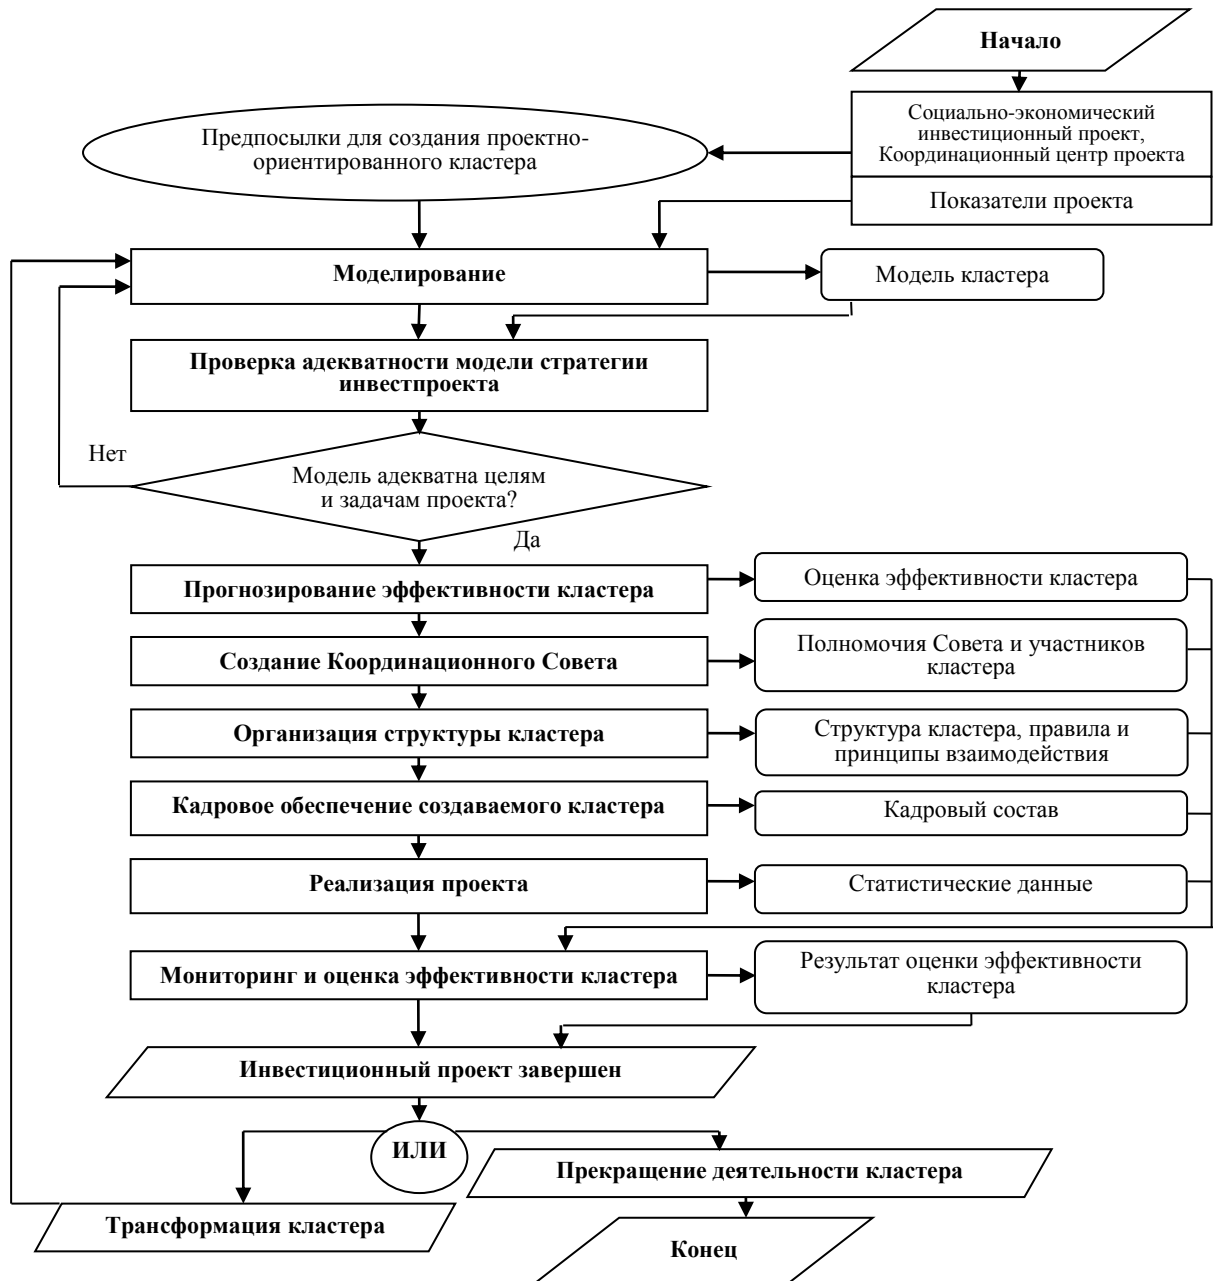 Начало
Социально-экономический
инвестиционный проект,
Координационный центр проекта
Показатели проекта
Предпосылки для создания проектно-
ориентированного кластера
Моделирование
Модель кластера
Проверка адекватности модели стратегии
инвестпроекта
Нет
Модель адекватна целям
и задачам проекта?
Да
Прогнозирование эффективности кластера
Оценка эффективности кластера
Создание Координационного Совета
Полномочия Совета и участников
кластера
Организация структуры кластера
Структура кластера, правила и
принципы взаимодействия
Кадровое обеспечение создаваемого кластера
Кадровый состав
Реализация проекта
Статистические данные
Мониторинг и оценка эффективности кластера
Результат оценки эффективности
кластера
Инвестиционный проект завершен
ИЛИ
Прекращение деятельности кластера
Трансформация кластера
Конец